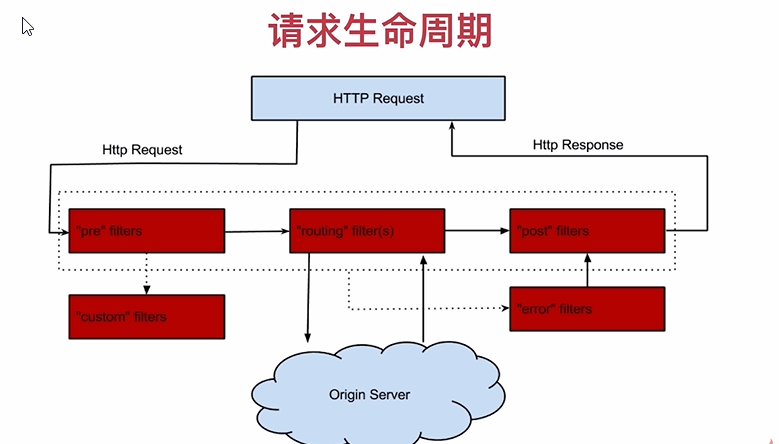 请求生命周期
HTTP Request
Http Request
Http Response
"pre" filters
"routing" filter(s)
"post" filters
"custom" filters
"error" filters
Origin Server